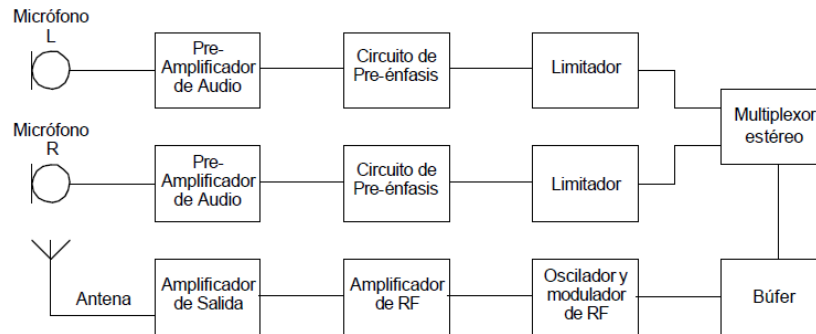 Micrófono
L
Pre-
Amplificador
de Audio
Circuito de
Pre-énfasis
Limitador
Multiplexor
estéreo
Micrófono
R
Pre-
Amplificador
de Audio
Circuito de
Pre-énfasis
Limitador
Antena
Amplificador
de Salida
Amplificador
de RF
Oscilador y
modulador
de RF
Búfer